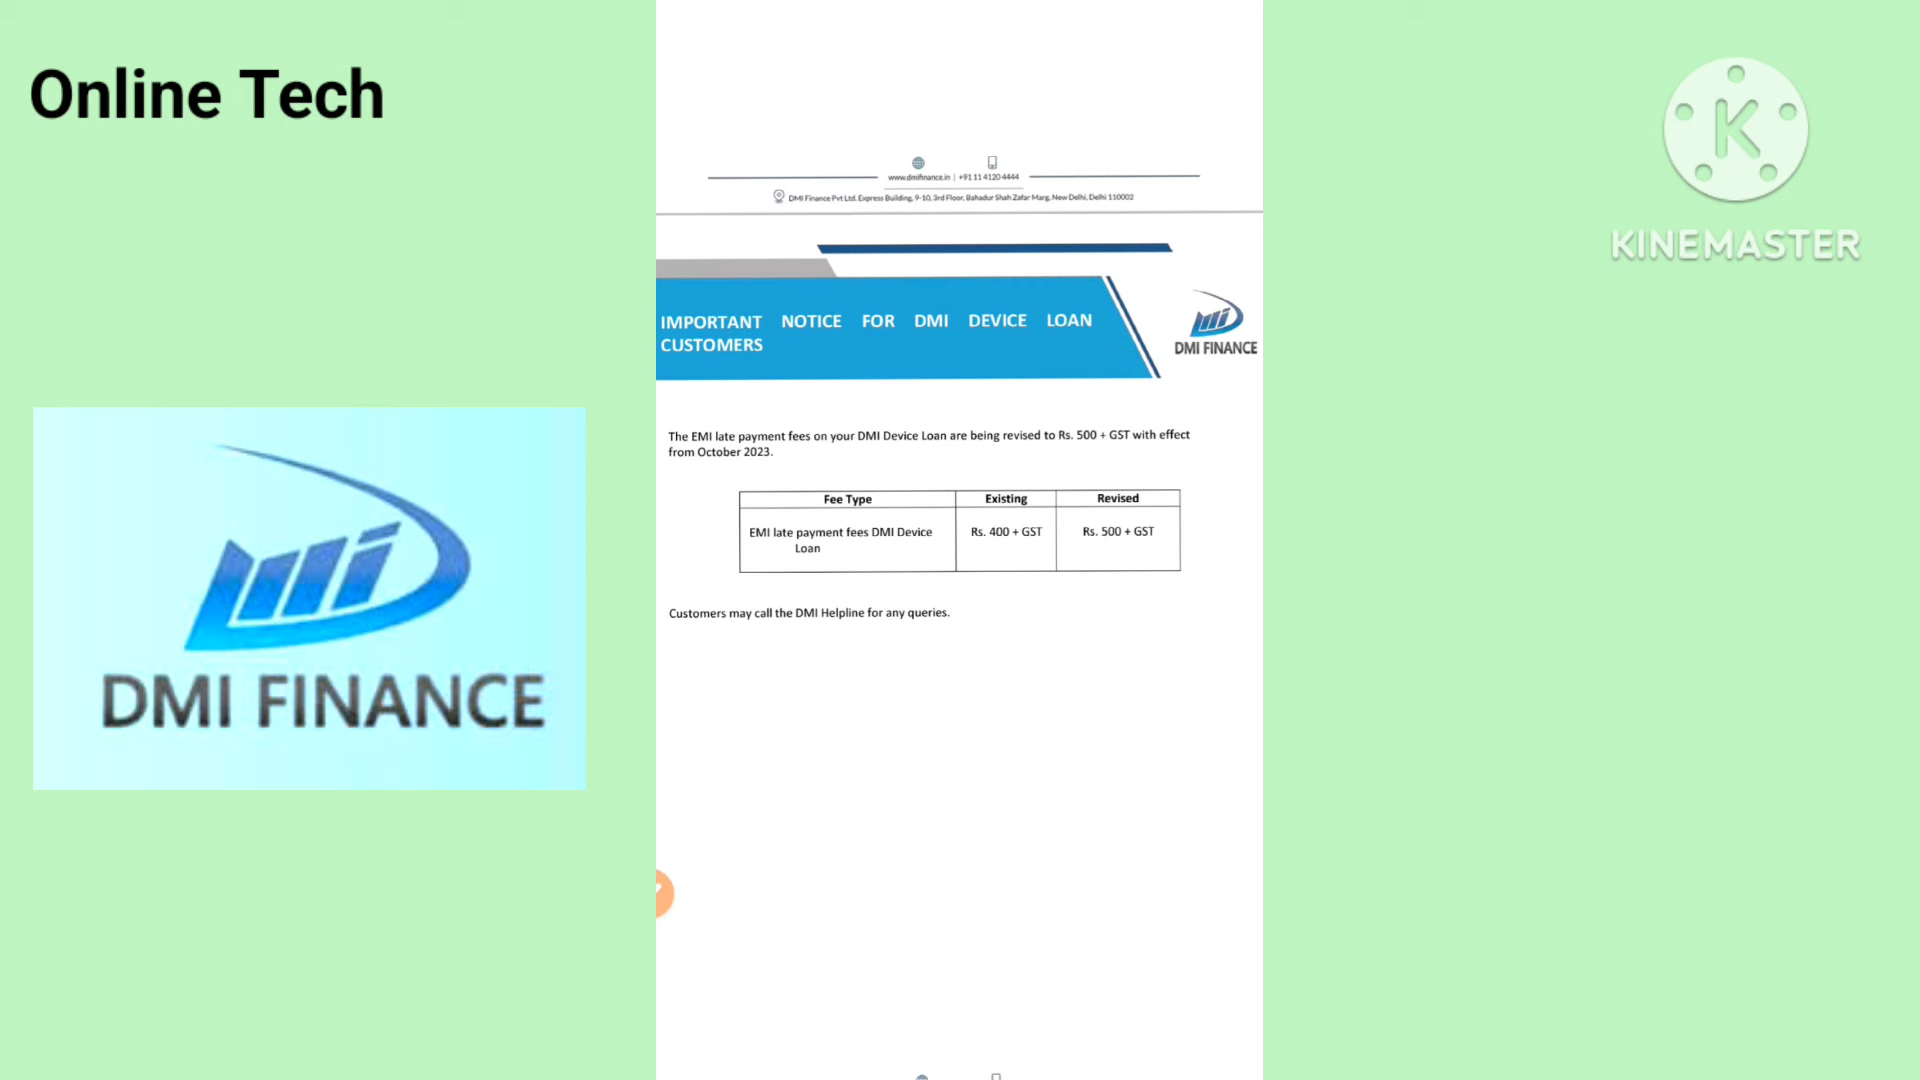 Online Tech
KINEMASTER
www.dmifinance.in | +91 11 4120 4444
DMI Finance Pvt Ltd. Express Building, 9-10, 3rd Floor, Bahadur Shah Zafar Marg, New Delhi, Delhi 110002
IMPORTANT NOTICE FOR DMI DEVICE LOAN
CUSTOMERS
DMI FINANCE
The EMI late payment fees on your DMI Device Loan are being revised to Rs. 500 + GST with effect
from October 2023.
Fee Type Existing Revised
EMI late payment fees DMI Device Rs. 400 + GST Rs. 500 + GST
Loan
Customers may call the DMI Helpline for any queries.
DMI FINANCE